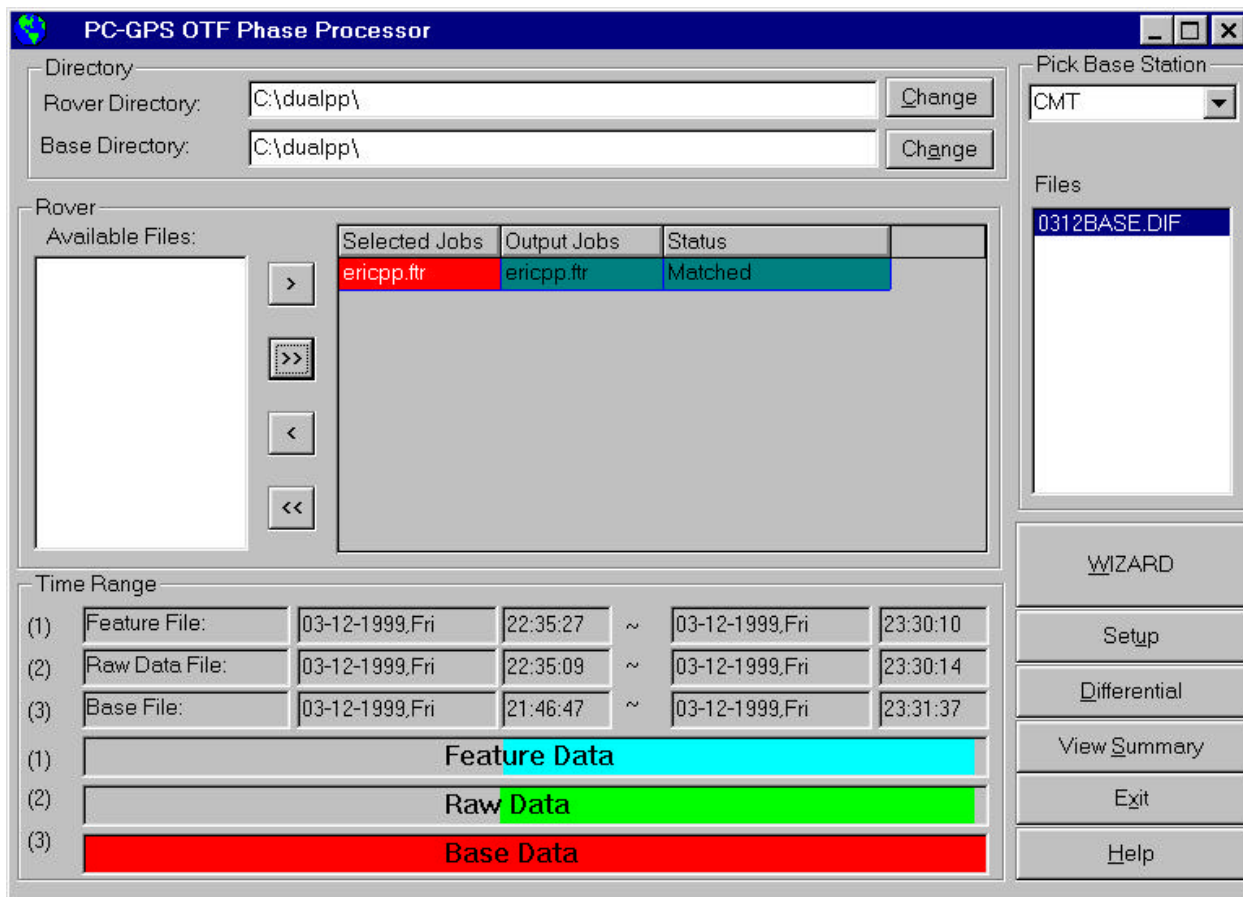 PC-GPS OTF Phase Processor
Directory
Rover Directory: C:\dualpp\ Change
Base Directory: C:\dualpp\ Change
Pick Base Station
CMT
Files
0312BASE.DIF
Rover
Available Files:
>
>>
<
<<
Selected Jobs Output Jobs Status
ericpp.ftr ericpp.ftr Matched
Time Range
(1) Feature File: 03-12-1999,Fri 22:35:27 ~ 03-12-1999,Fri 23:30:10
(2) Raw Data File: 03-12-1999,Fri 22:35:09 ~ 03-12-1999,Fri 23:30:14
(3) Base File: 03-12-1999,Fri 21:46:47 ~ 03-12-1999,Fri 23:31:37
(1) Feature Data
(2) Raw Data
(3) Base Data
WIZARD
Setup
Differential
View Summary
Exit
Help